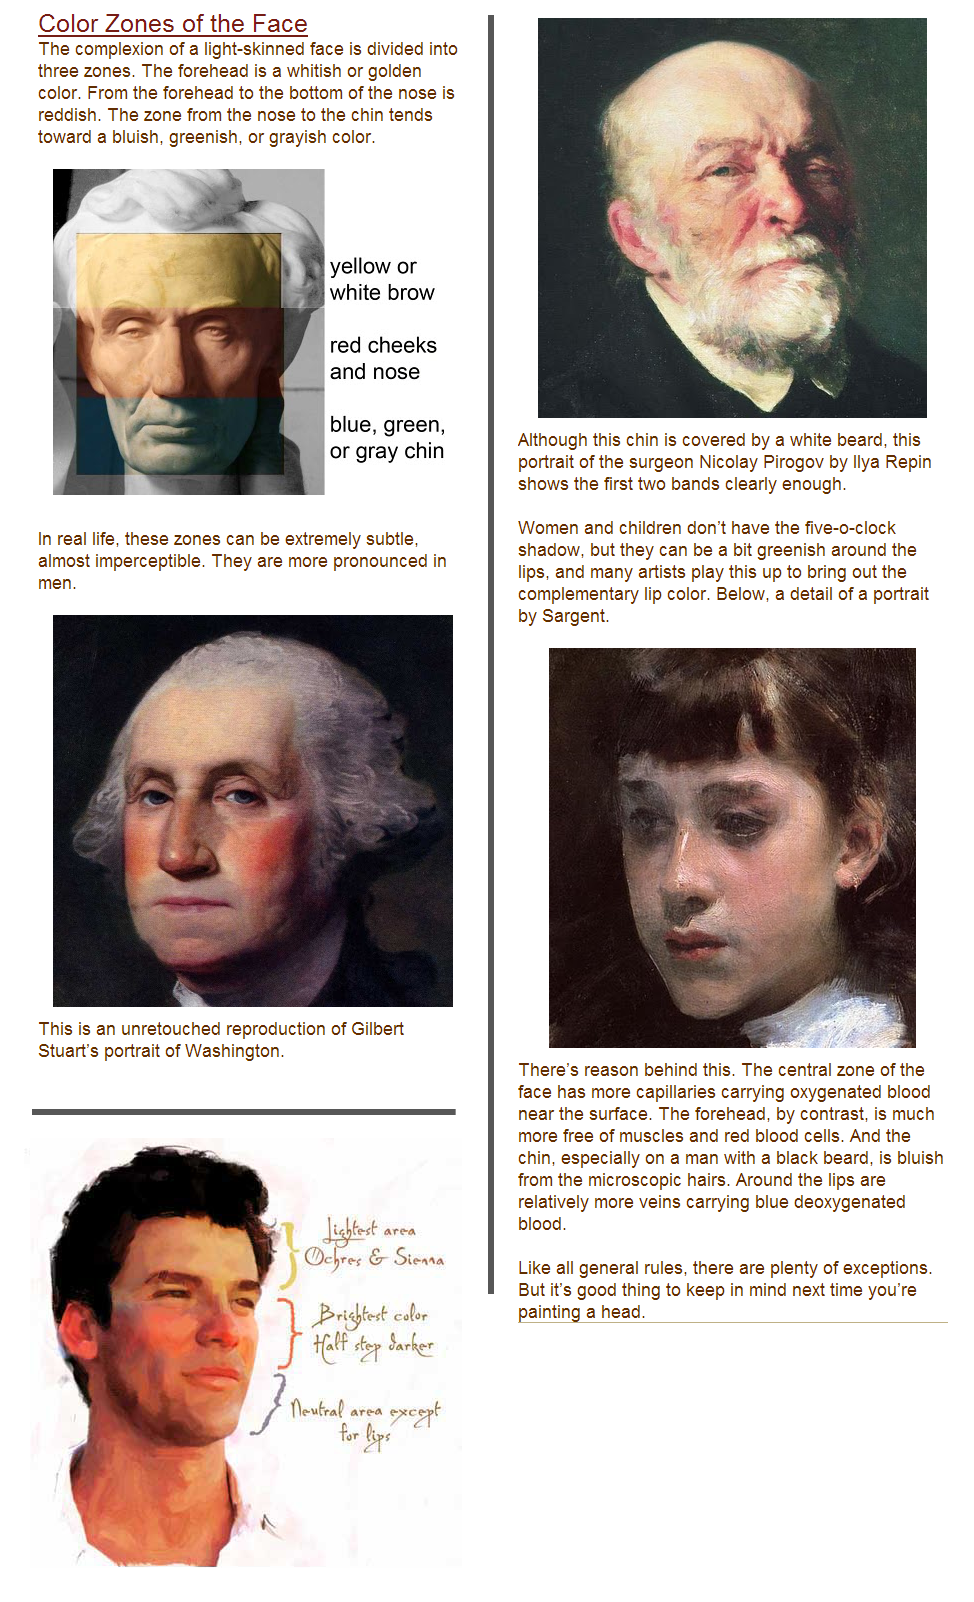 Color Zones of the Face
The complexion of a light-skinned face is divided into
three zones. The forehead is a whitish or golden
color. From the forehead to the bottom of the nose is
reddish. The zone from the nose to the chin tends
toward a bluish, greenish, or grayish color.
yellow or
white brow
red cheeks
and nose
blue, green,
or gray chin
In real life, these zones can be extremely subtle,
almost imperceptible. They are more pronounced in
men.
This is an unretouched reproduction of Gilbert
Stuart’s portrait of Washington.
Lightest area
Ochres & Sienna
Brightest color
Half step darker
Neutral area except
for lips
Although this chin is covered by a white beard, this
portrait of the surgeon Nicolay Pirogov by Ilya Repin
shows the first two bands clearly enough.
Women and children don’t have the five-o-clock
shadow, but they can be a bit greenish around the
lips, and many artists play this up to bring out the
complementary lip color. Below, a detail of a portrait
by Sargent.
There’s reason behind this. The central zone of the
face has more capillaries carrying oxygenated blood
near the surface. The forehead, by contrast, is much
more free of muscles and red blood cells. And the
chin, especially on a man with a black beard, is bluish
from the microscopic hairs. Around the lips are
relatively more veins carrying blue deoxygenated
blood.
Like all general rules, there are plenty of exceptions.
But it’s good thing to keep in mind next time you’re
painting a head.